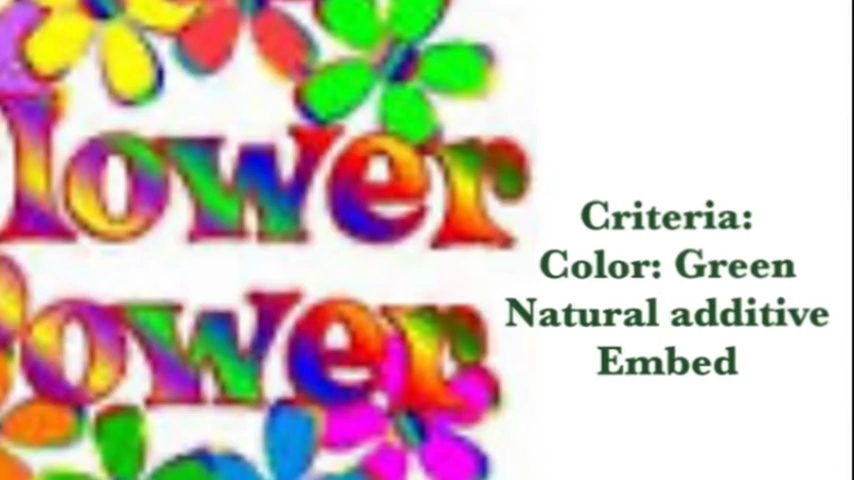 lower
ower
Criteria:
Color: Green
Natural additive
Embed